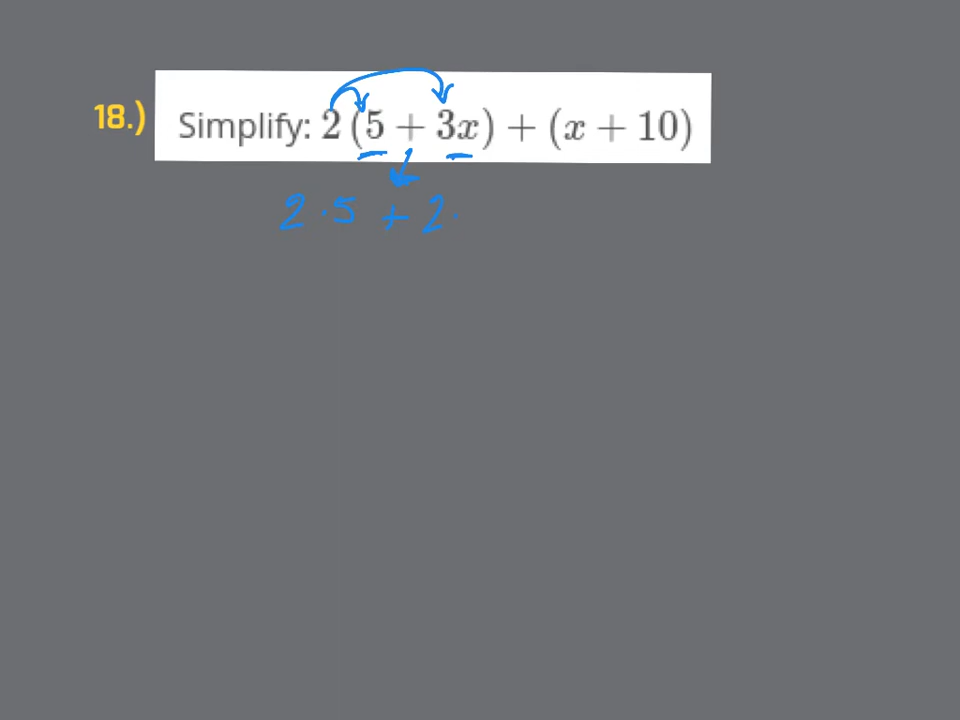 18.) Simplify: 2(5 + 3x) + (x + 10)
2 · 5 + 2 ·